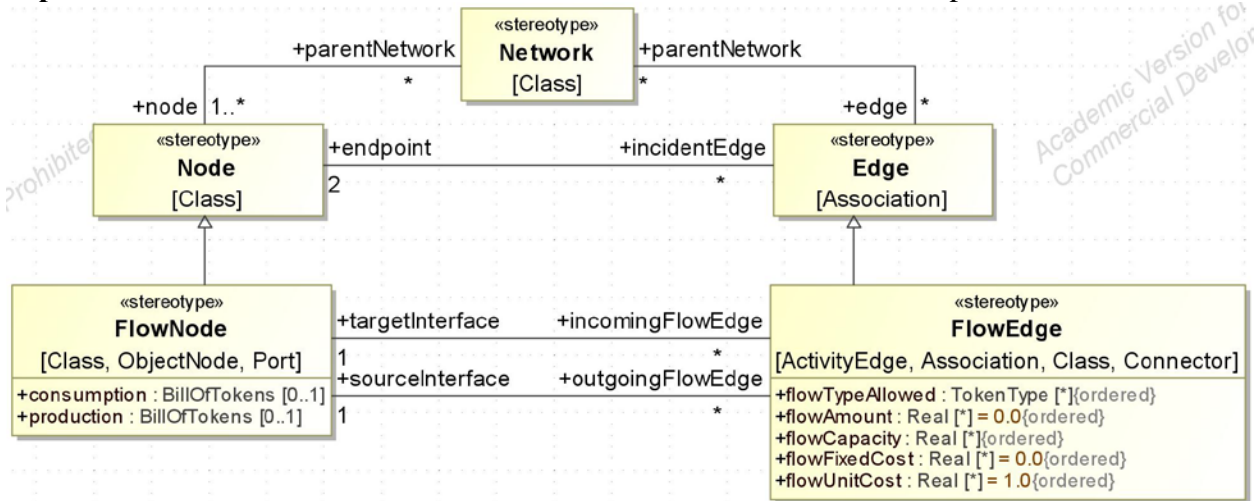 «stereotype»
Network
[Class]
+parentNetwork
*
+parentNetwork
*
+node 1..*
+edge *
«stereotype»
Node
[Class]
+endpoint
2
+incidentEdge
*
«stereotype»
Edge
[Association]
«stereotype»
FlowNode
[Class, ObjectNode, Port]
+consumption : BillOfTokens [0..1]
+production : BillOfTokens [0..1]
+targetInterface
1
+incomingFlowEdge
*
+sourceInterface
1
+outgoingFlowEdge
*
«stereotype»
FlowEdge
[ActivityEdge, Association, Class, Connector]
+flowTypeAllowed : TokenType [*]{ordered}
+flowAmount : Real [*] = 0.0{ordered}
+flowCapacity : Real [*]{ordered}
+flowFixedCost : Real [*] = 0.0{ordered}
+flowUnitCost : Real [*] = 1.0{ordered}
Academic Version for
Commercial Develop